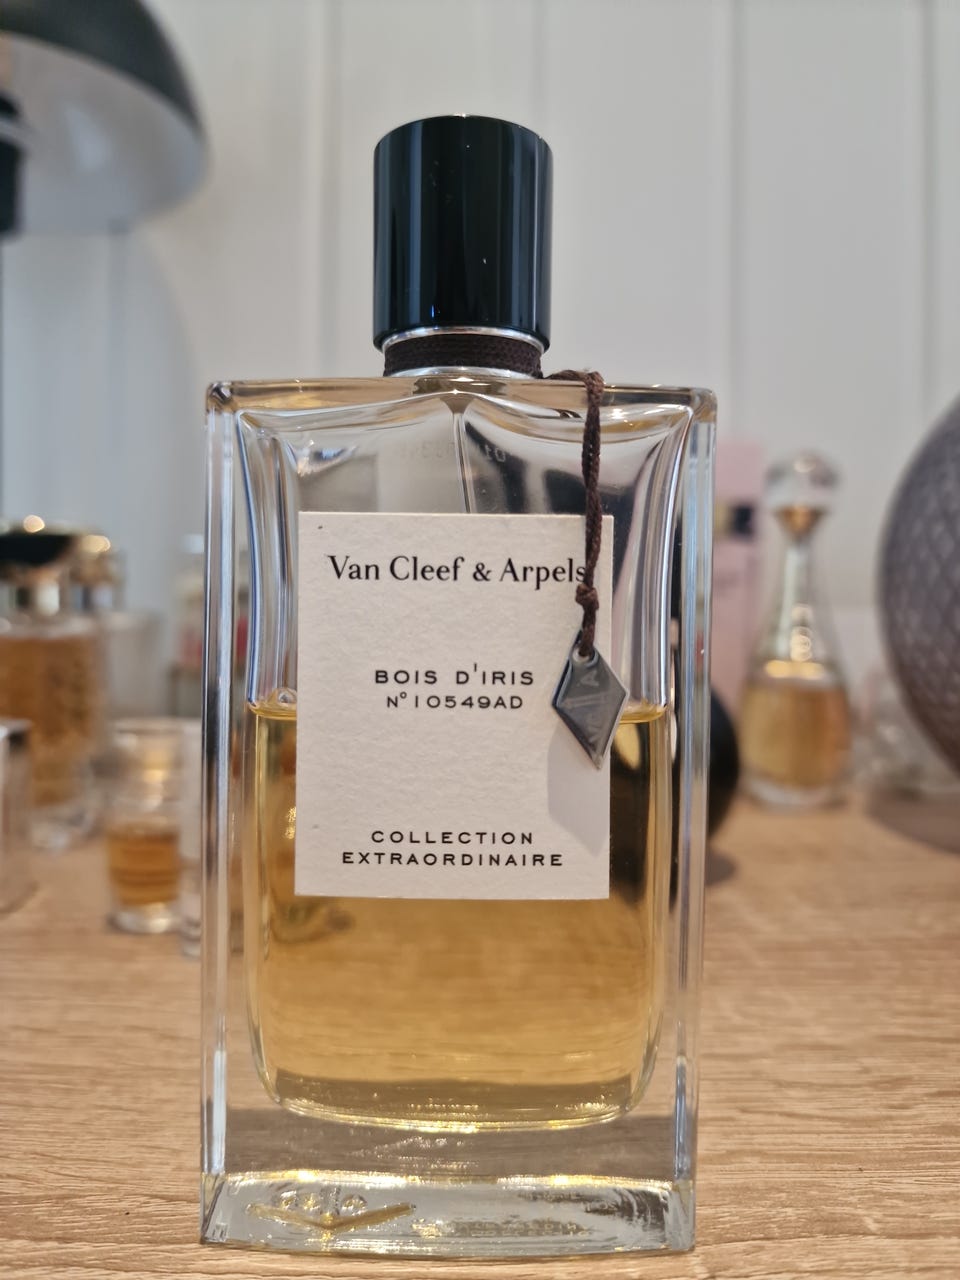 Van Cleef & Arpels
BOIS D'IRIS
N°10549AD
COLLECTION
EXTRAORDINAIRE